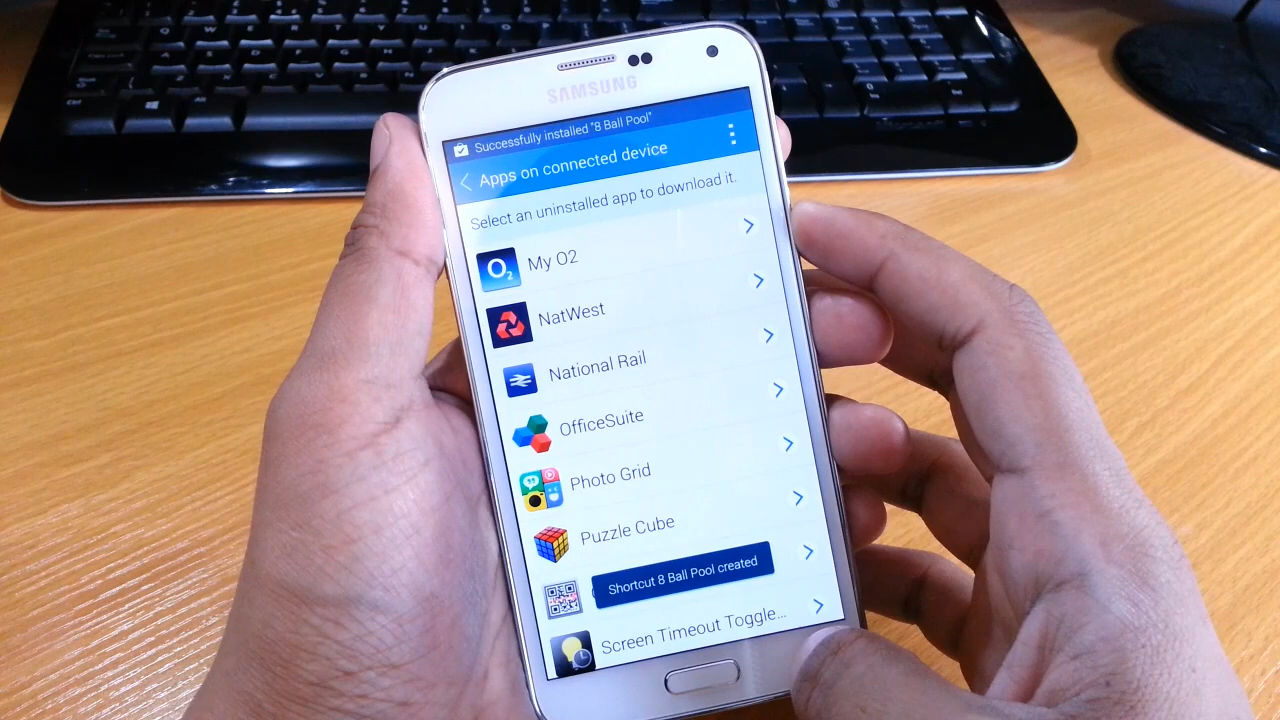 SAMSUNG
Successfully installed "8 Ball Pool"
Apps on connected device
Select an uninstalled app to download it.
O2
My O2
NatWest
National Rail
OfficeSuite
Photo Grid
Puzzle Cube
Shortcut 8 Ball Pool created
Screen Timeout Toggle...